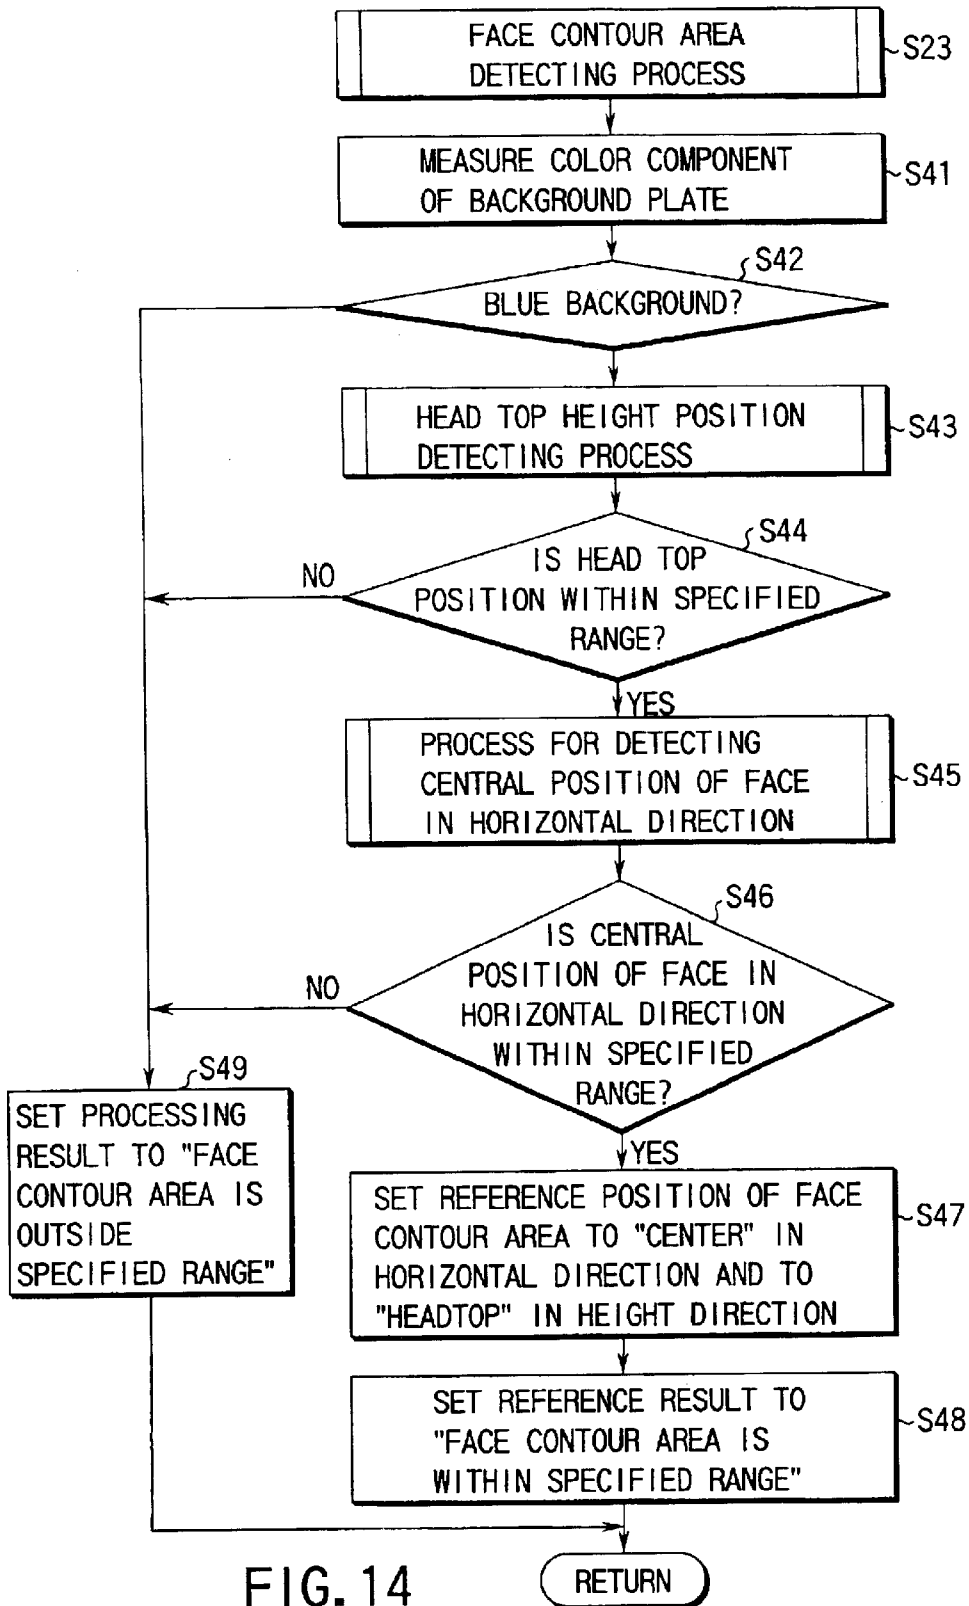 FACE CONTOUR AREA
DETECTING PROCESS
S23
MEASURE COLOR COMPONENT
OF BACKGROUND PLATE
S41
S42
BLUE BACKGROUND?
HEAD TOP HEIGHT POSITION
DETECTING PROCESS
S43
S44
IS HEAD TOP
POSITION WITHIN SPECIFIED
RANGE?
NO
YES
PROCESS FOR DETECTING
CENTRAL POSITION OF FACE
IN HORIZONTAL DIRECTION
S45
S46
IS CENTRAL
POSITION OF FACE IN
HORIZONTAL DIRECTION
WITHIN SPECIFIED
RANGE?
NO
YES
S49
SET PROCESSING
RESULT TO "FACE
CONTOUR AREA IS
OUTSIDE
SPECIFIED RANGE"
SET REFERENCE POSITION OF FACE
CONTOUR AREA TO "CENTER" IN
HORIZONTAL DIRECTION AND TO
"HEADTOP" IN HEIGHT DIRECTION
S47
SET REFERENCE RESULT TO
"FACE CONTOUR AREA IS
WITHIN SPECIFIED RANGE"
S48
RETURN
FIG.14